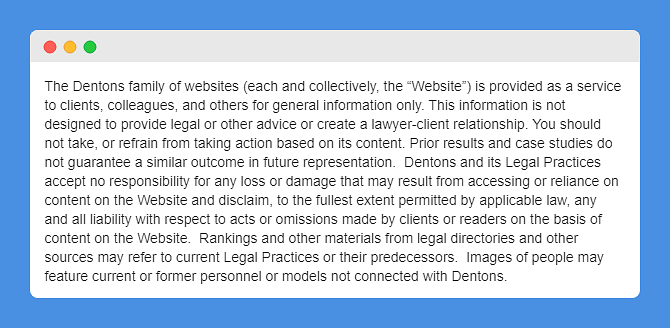 The Dentons family of websites (each and collectively, the “Website”) is provided as a service
to clients, colleagues, and others for general information only. This information is not
designed to provide legal or other advice or create a lawyer-client relationship. You should
not take, or refrain from taking action based on its content. Prior results and case studies do
not guarantee a similar outcome in future representation.  Dentons and its Legal Practices
accept no responsibility for any loss or damage that may result from accessing or reliance on
content on the Website and disclaim, to the fullest extent permitted by applicable law, any
and all liability with respect to acts or omissions made by clients or readers on the basis of
content on the Website.  Rankings and other materials from legal directories and other
sources may refer to current Legal Practices or their predecessors.  Images of people may
feature current or former personnel or models not connected with Dentons.